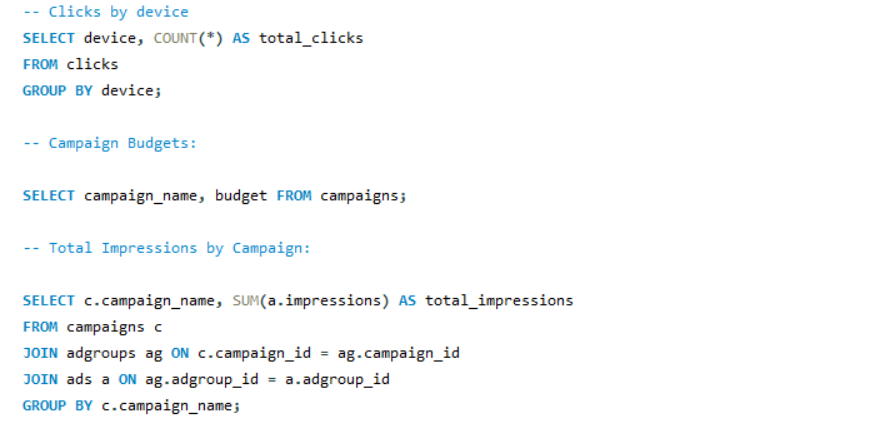 -- Clicks by device
SELECT device, COUNT(*) AS total_clicks
FROM clicks
GROUP BY device;
-- Campaign Budgets:
SELECT campaign_name, budget FROM campaigns;
-- Total Impressions by Campaign:
SELECT c.campaign_name, SUM(a.impressions) AS total_impressions
FROM campaigns c
JOIN adgroups ag ON c.campaign_id = ag.campaign_id
JOIN ads a ON ag.adgroup_id = a.adgroup_id
GROUP BY c.campaign_name;